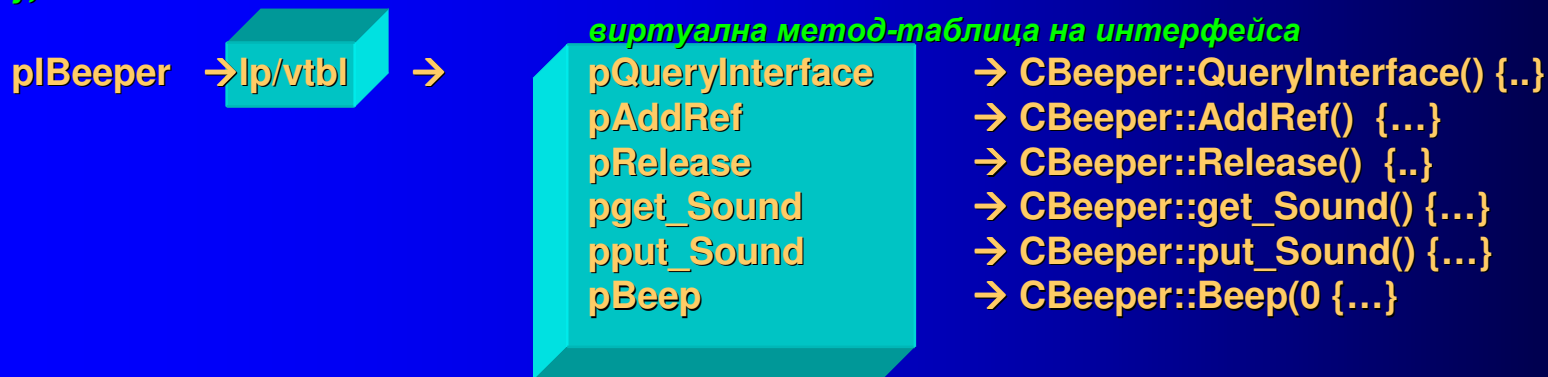 виртуална метод-таблица на интерфейса
pIBeeper → lp/vtbl → pQueryInterface → CBeeper::QueryInterface() {..}
pAddRef → CBeeper::AddRef() {…}
pRelease → CBeeper::Release() {..}
pget_Sound → CBeeper::get_Sound() {…}
pput_Sound → CBeeper::put_Sound() {…}
pBeep → CBeeper::Beep(0 {…}